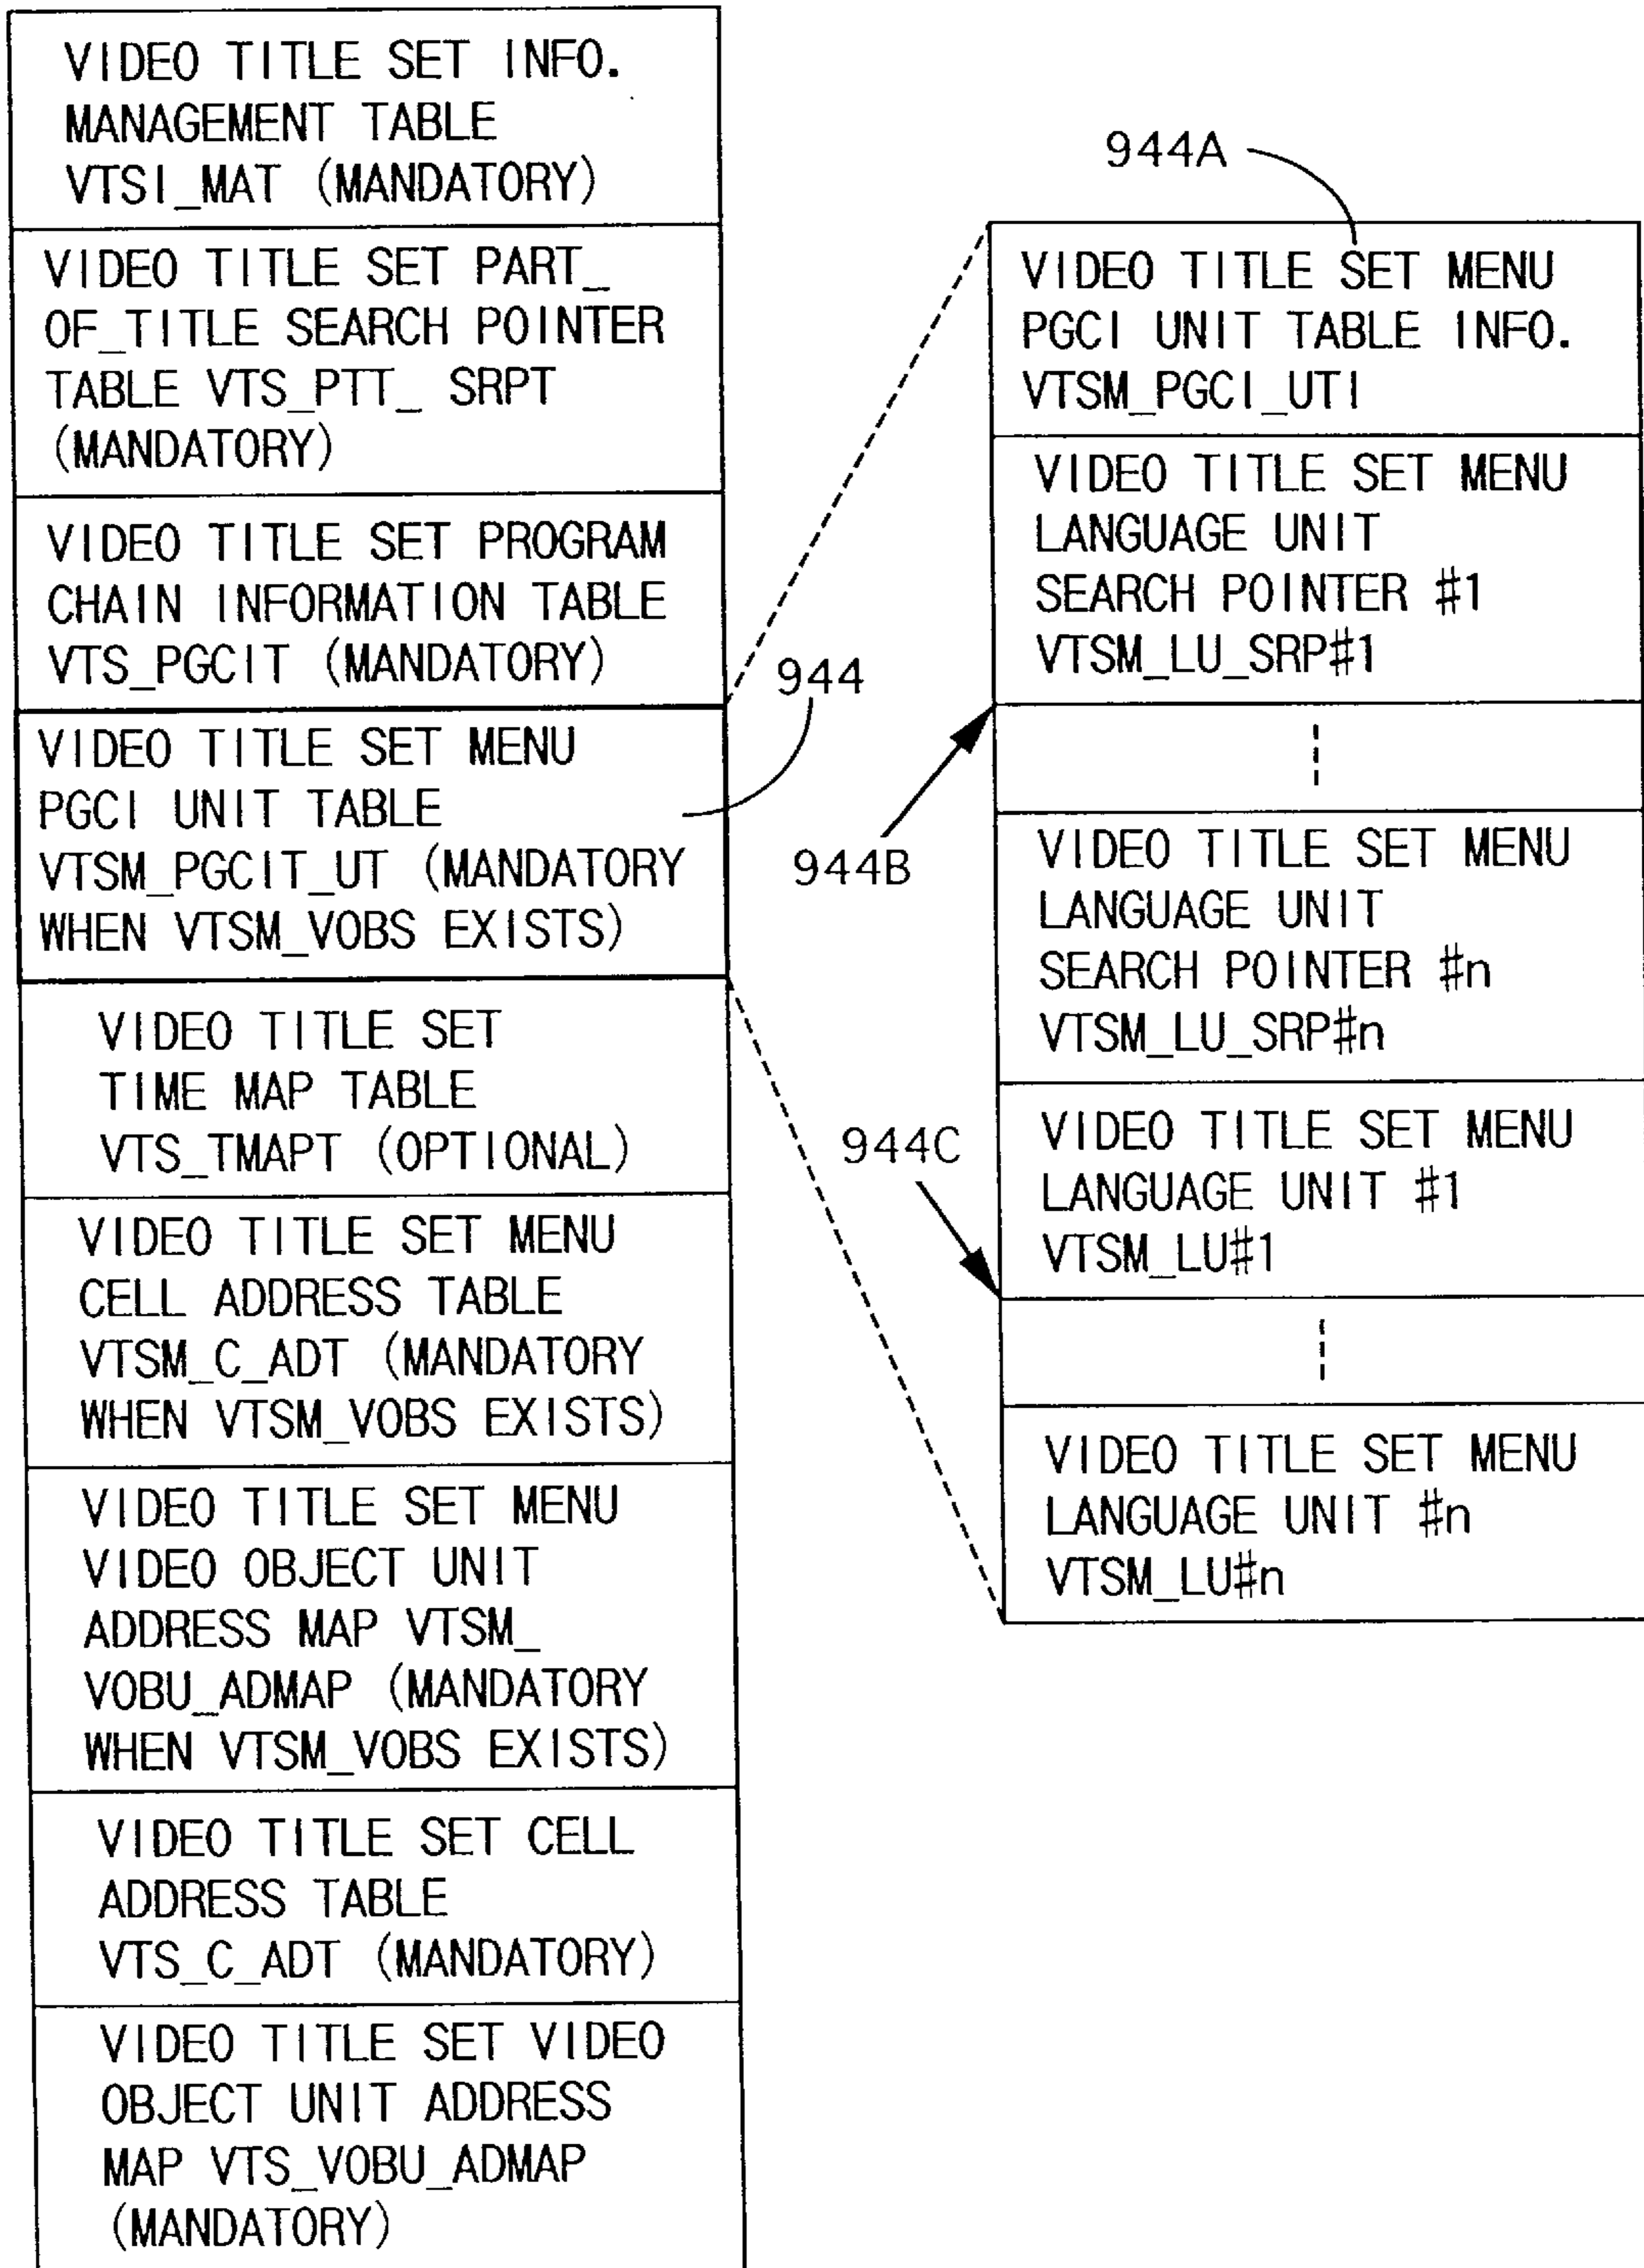 VIDEO TITLE SET INFO.
MANAGEMENT TABLE
VTSI_MAT (MANDATORY)
VIDEO TITLE SET PART_
OF_TITLE SEARCH POINTER
TABLE VTS_PTT_ SRPT
(MANDATORY)
VIDEO TITLE SET PROGRAM
CHAIN INFORMATION TABLE
VTS_PGCIT (MANDATORY)
944
VIDEO TITLE SET MENU
PGCI UNIT TABLE
VTSM_PGCIT_UT (MANDATORY
WHEN VTSM_VOBS EXISTS)
VIDEO TITLE SET
TIME MAP TABLE
VTS_TMAPT (OPTIONAL)
VIDEO TITLE SET MENU
CELL ADDRESS TABLE
VTSM_C_ADT (MANDATORY
WHEN VTSM_VOBS EXISTS)
VIDEO TITLE SET MENU
VIDEO OBJECT UNIT
ADDRESS MAP VTSM_
VOBU_ADMAP (MANDATORY
WHEN VTSM_VOBS EXISTS)
VIDEO TITLE SET CELL
ADDRESS TABLE
VTS_C_ADT (MANDATORY)
VIDEO TITLE SET VIDEO
OBJECT UNIT ADDRESS
MAP VTS_VOBU_ADMAP
(MANDATORY)
944A
VIDEO TITLE SET MENU
PGCI UNIT TABLE INFO.
VTSM_PGCI_UTI
VIDEO TITLE SET MENU
LANGUAGE UNIT
SEARCH POINTER #1
VTSM_LU_SRP#1
944B
VIDEO TITLE SET MENU
LANGUAGE UNIT
SEARCH POINTER #n
VTSM_LU_SRP#n
944C
VIDEO TITLE SET MENU
LANGUAGE UNIT #1
VTSM_LU#1
VIDEO TITLE SET MENU
LANGUAGE UNIT #n
VTSM_LU#n